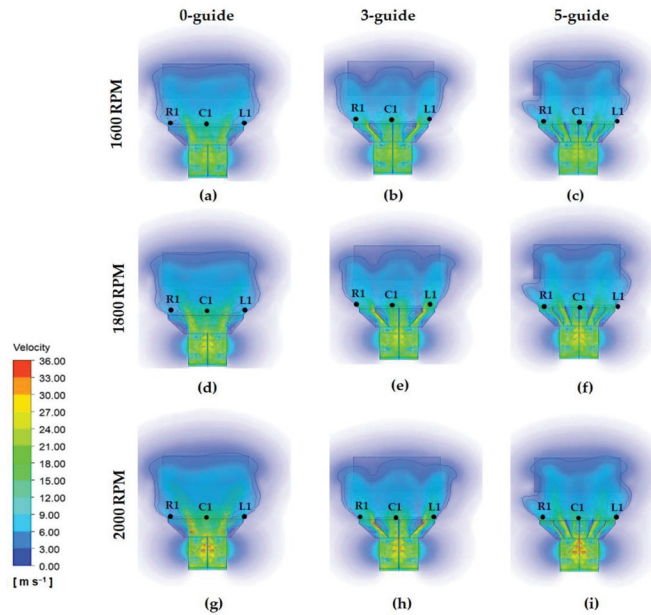 0-guide 3-guide 5-guide
1600 RPM
R1 C1 L1 R1 C1 L1 R1 C1 L1
(a) (b) (c)
1800 RPM
R1 C1 L1 R1 C1 L1 R1 C1 L1
(d) (e) (f)
Velocity
36.00
33.00
30.00
27.00
24.00
21.00
18.00
15.00
12.00
9.00
6.00
3.00
0.00
[ m s⁻¹ ]
2000 RPM
R1 C1 L1 R1 C1 L1 R1 C1 L1
(g) (h) (i)